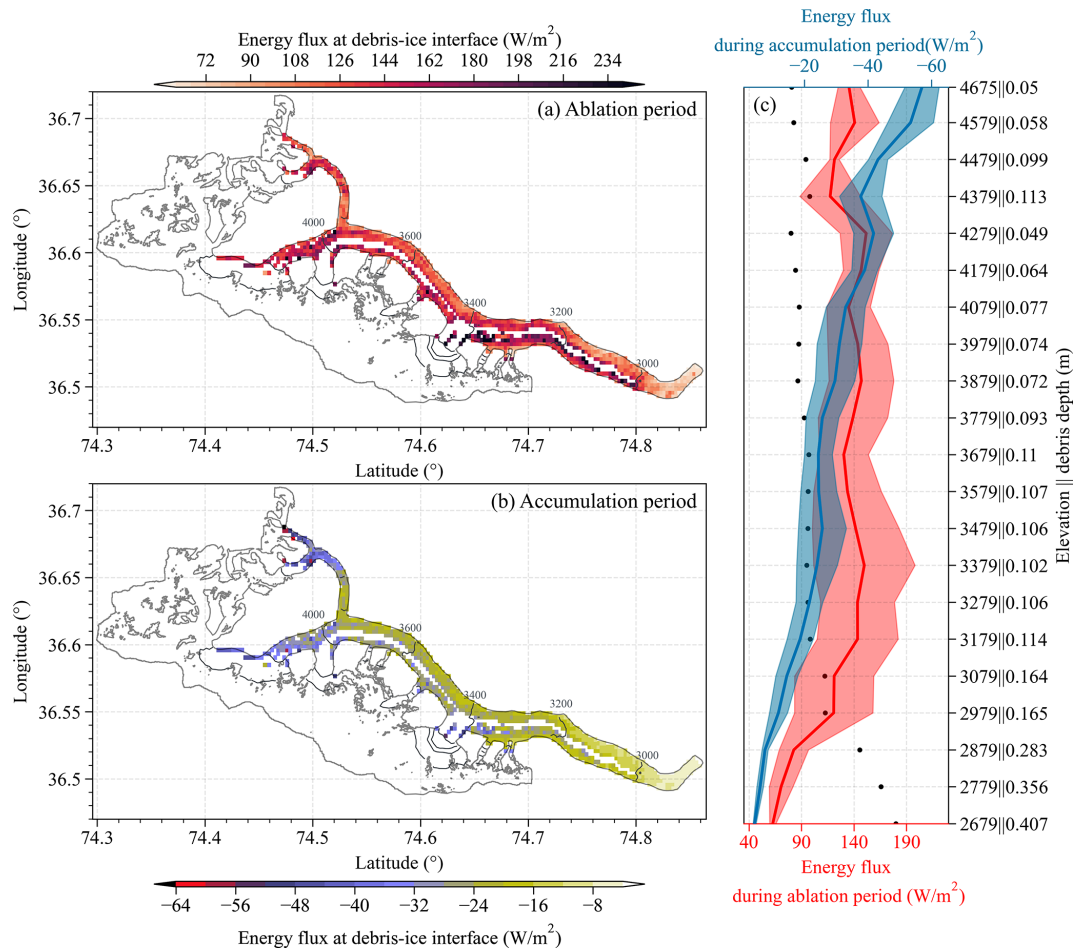 Energy flux at debris-ice interface (W/m²)
72 90 108 126 144 162 180 198 216 234
(a) Ablation period
36.7
36.65
36.6
36.55
36.5
Longitude (°)
4000
3600
3400
3200
3000
74.3 74.4 74.5 74.6 74.7 74.8
Latitude (°)
(b) Accumulation period
36.7
36.65
36.6
36.55
36.5
Longitude (°)
4000
3600
3400
3200
3000
74.3 74.4 74.5 74.6 74.7 74.8
Latitude (°)
−64 −56 −48 −40 −32 −24 −16 −8
Energy flux at debris-ice interface (W/m²)
Energy flux
during accumulation period(W/m²)
−20 −40 −60
(c)
4675||0.05
4579||0.058
4479||0.099
4379||0.113
4279||0.049
4179||0.064
4079||0.077
3979||0.074
3879||0.072
3779||0.093
3679||0.11
3579||0.107
3479||0.106
3379||0.102
3279||0.106
3179||0.114
3079||0.164
2979||0.165
2879||0.283
2779||0.356
2679||0.407
Elevation || debris depth (m)
40 90 140 190
Energy flux
during ablation period (W/m²)